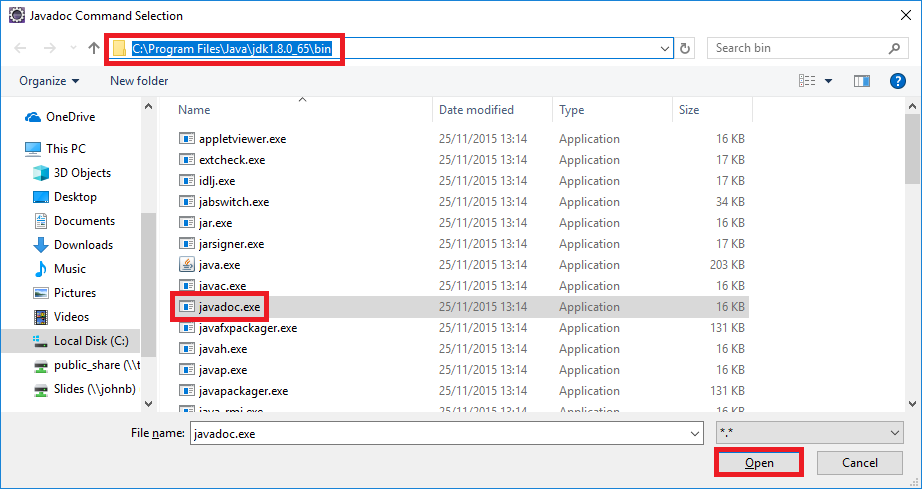 Javadoc Command Selection
C:\Program Files\Java\jdk1.8.0_65\bin
Search bin
Organize
New folder
?
OneDrive
This PC
3D Objects
Desktop
Documents
Downloads
Music
Pictures
Videos
Local Disk (C:)
public_share (\\t
Slides (\\johnb)
Name Date modified Type Size
appletviewer.exe 25/11/2015 13:14 Application 16 KB
extcheck.exe 25/11/2015 13:14 Application 17 KB
idlj.exe 25/11/2015 13:14 Application 17 KB
jabswitch.exe 25/11/2015 13:14 Application 34 KB
jar.exe 25/11/2015 13:14 Application 16 KB
jarsigner.exe 25/11/2015 13:14 Application 17 KB
java.exe 25/11/2015 13:14 Application 203 KB
javac.exe 25/11/2015 13:14 Application 16 KB
javadoc.exe 25/11/2015 13:14 Application 16 KB
javafxpackager.exe 25/11/2015 13:14 Application 131 KB
javah.exe 25/11/2015 13:14 Application 16 KB
javap.exe 25/11/2015 13:14 Application 16 KB
javapackager.exe 25/11/2015 13:14 Application 131 KB
java-rmi.exe 25/11/2015 13:14 Application 16 KB
File name: javadoc.exe *.*
Open Cancel